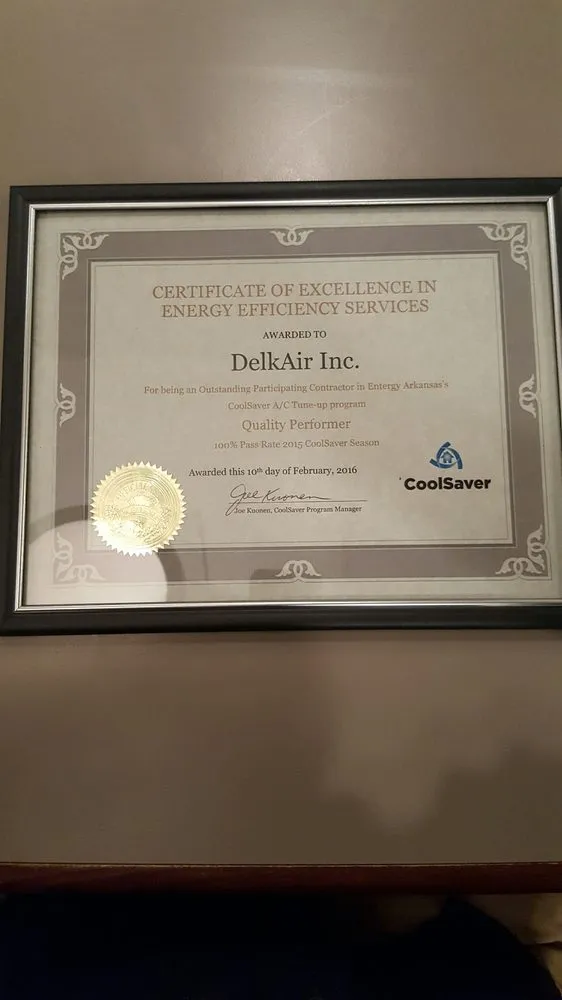 CERTIFICATE OF EXCELLENCE IN
ENERGY EFFICIENCY SERVICES
AWARDED TO
DelkAir Inc.
For being an Outstanding Participating Contractor in Entergy Arkansas's
CoolSaver A/C Tune-up program
Quality Performer
100% Pass Rate 2015 CoolSaver Season
Awarded this 10th day of February, 2016
Joe Kuonen
Joe Kuonen, CoolSaver Program Manager
CoolSaver